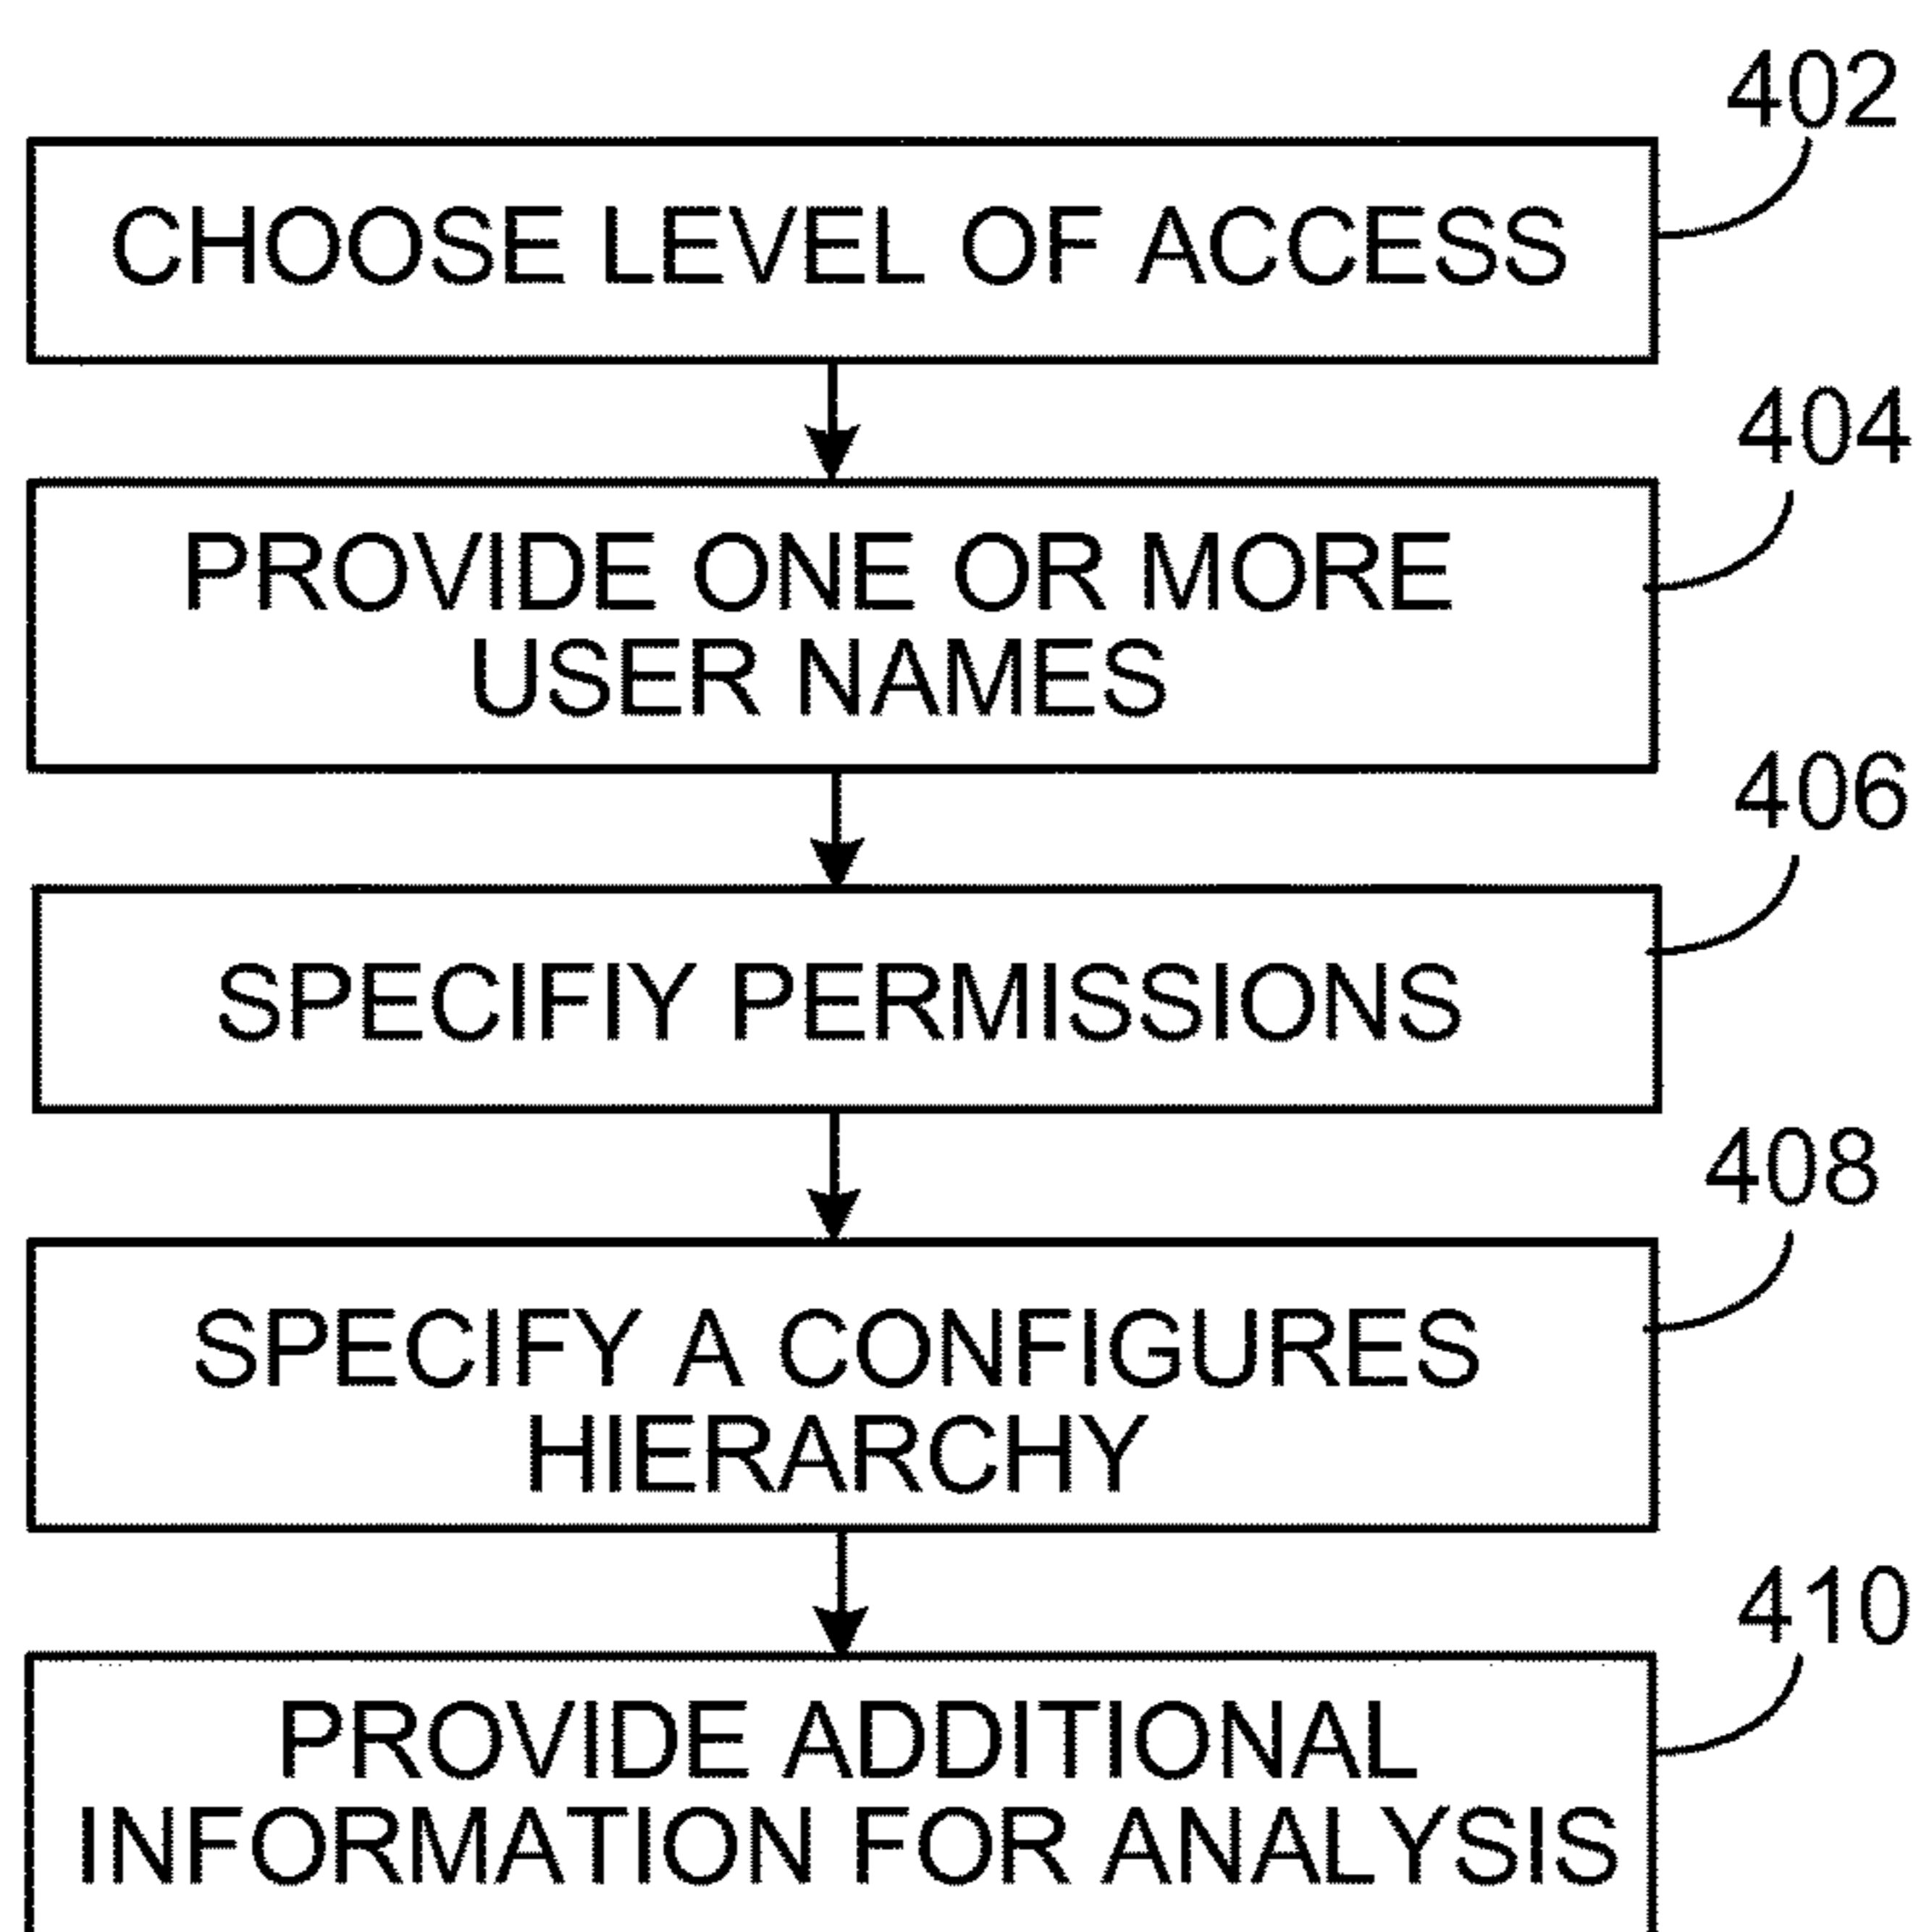 402
CHOOSE LEVEL OF ACCESS
404
PROVIDE ONE OR MORE
USER NAMES
406
SPECIFIY PERMISSIONS
408
SPECIFY A CONFIGURES
HIERARCHY
410
PROVIDE ADDITIONAL
INFORMATION FOR ANALYSIS